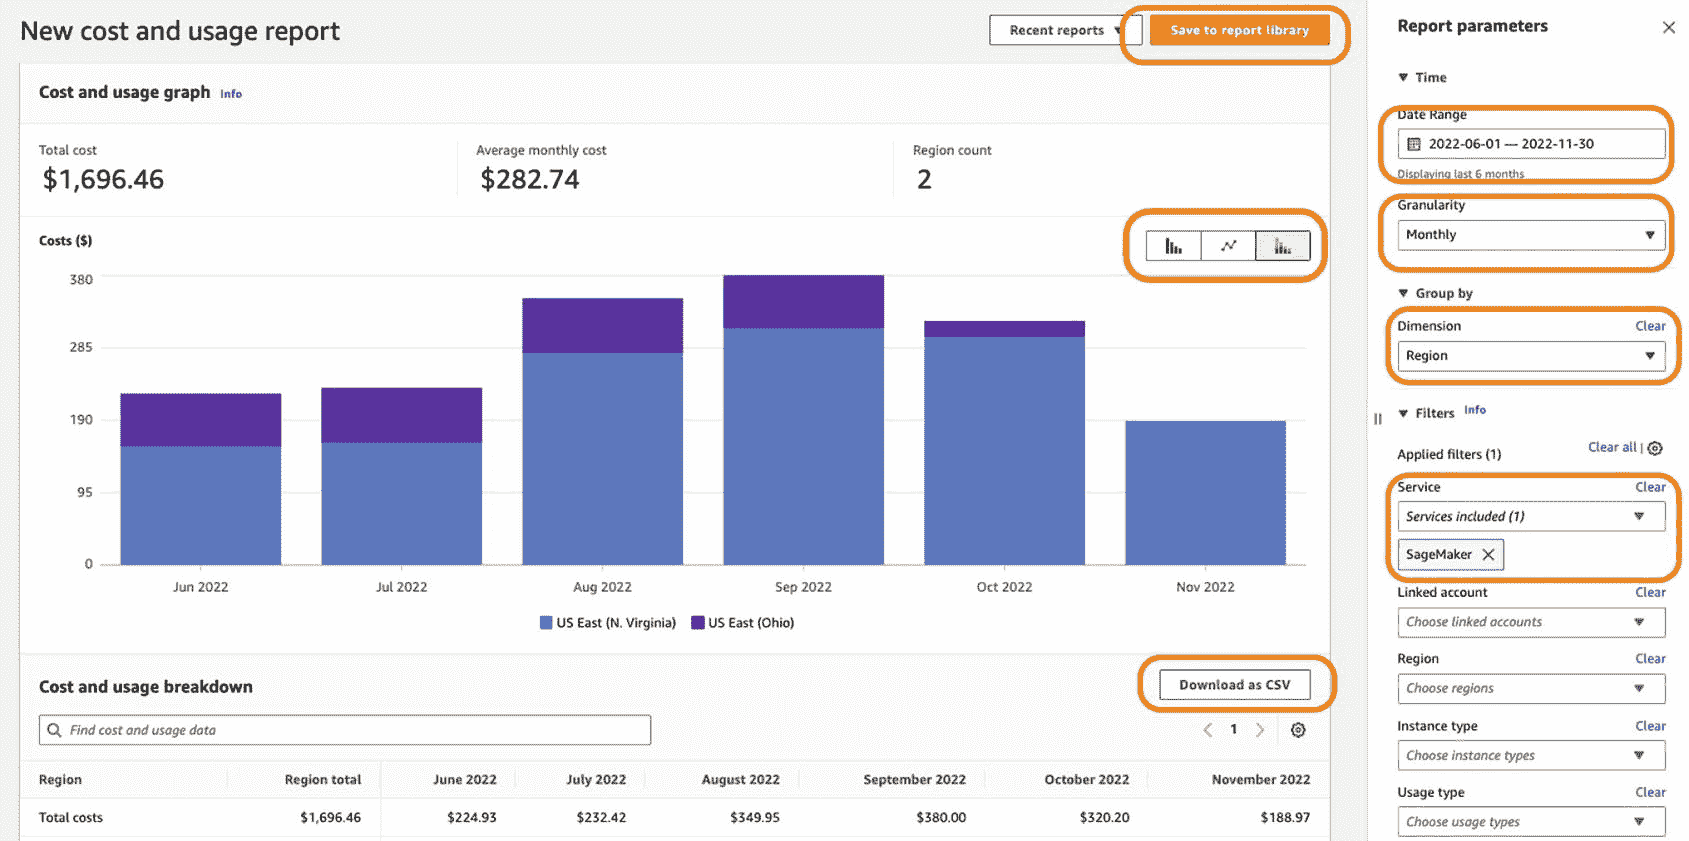 New cost and usage report
Recent reports
Save to report library
Cost and usage graph Info
Total cost
$1,696.46
Average monthly cost
$282.74
Region count
2
Costs ($)
380
285
190
95
0
Jun 2022
Jul 2022
Aug 2022
Sep 2022
Oct 2022
Nov 2022
US East (N. Virginia)
US East (Ohio)
Cost and usage breakdown
Download as CSV
Find cost and usage data
1
Region Region total June 2022 July 2022 August 2022 September 2022 October 2022 November 2022
Total costs $1,696.46 $224.93 $232.42 $349.95 $380.00 $320.20 $188.97
Report parameters
Time
Date Range
2022-06-01 — 2022-11-30
Displaying last 6 months
Granularity
Monthly
Group by
Dimension Clear
Region
Filters Info
Applied filters (1) Clear all |
Service Clear
Services included (1)
SageMaker
Linked account Clear
Choose linked accounts
Region Clear
Choose regions
Instance type Clear
Choose instance types
Usage type Clear
Choose usage types